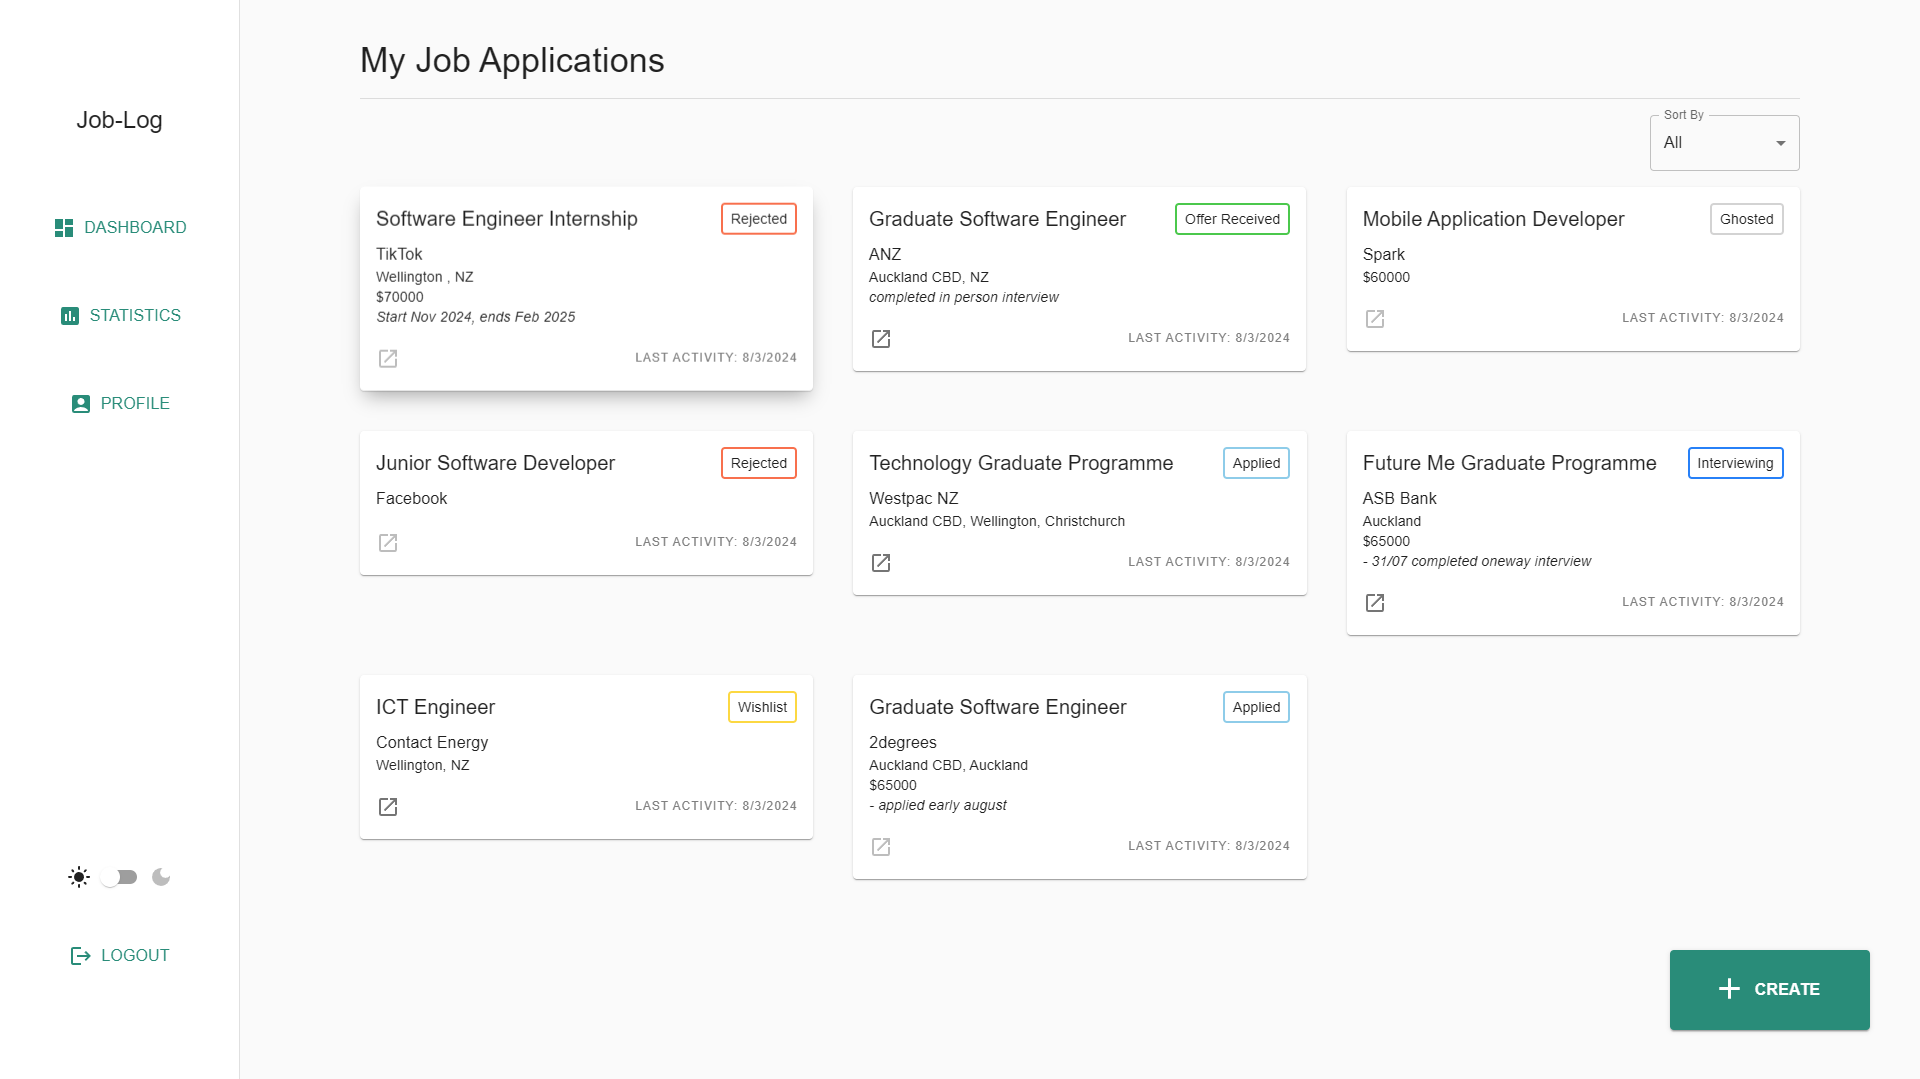 Job-Log
DASHBOARD
STATISTICS
PROFILE
LOGOUT
My Job Applications
Sort By
All
Software Engineer Internship
Rejected
TikTok
Wellington , NZ
$70000
Start Nov 2024, ends Feb 2025
LAST ACTIVITY: 8/3/2024
Graduate Software Engineer
Offer Received
ANZ
Auckland CBD, NZ
completed in person interview
LAST ACTIVITY: 8/3/2024
Mobile Application Developer
Ghosted
Spark
$60000
LAST ACTIVITY: 8/3/2024
Junior Software Developer
Rejected
Facebook
LAST ACTIVITY: 8/3/2024
Technology Graduate Programme
Applied
Westpac NZ
Auckland CBD, Wellington, Christchurch
LAST ACTIVITY: 8/3/2024
Future Me Graduate Programme
Interviewing
ASB Bank
Auckland
$65000
- 31/07 completed oneway interview
LAST ACTIVITY: 8/3/2024
ICT Engineer
Wishlist
Contact Energy
Wellington, NZ
LAST ACTIVITY: 8/3/2024
Graduate Software Engineer
Applied
2degrees
Auckland CBD, Auckland
$65000
- applied early august
LAST ACTIVITY: 8/3/2024
CREATE